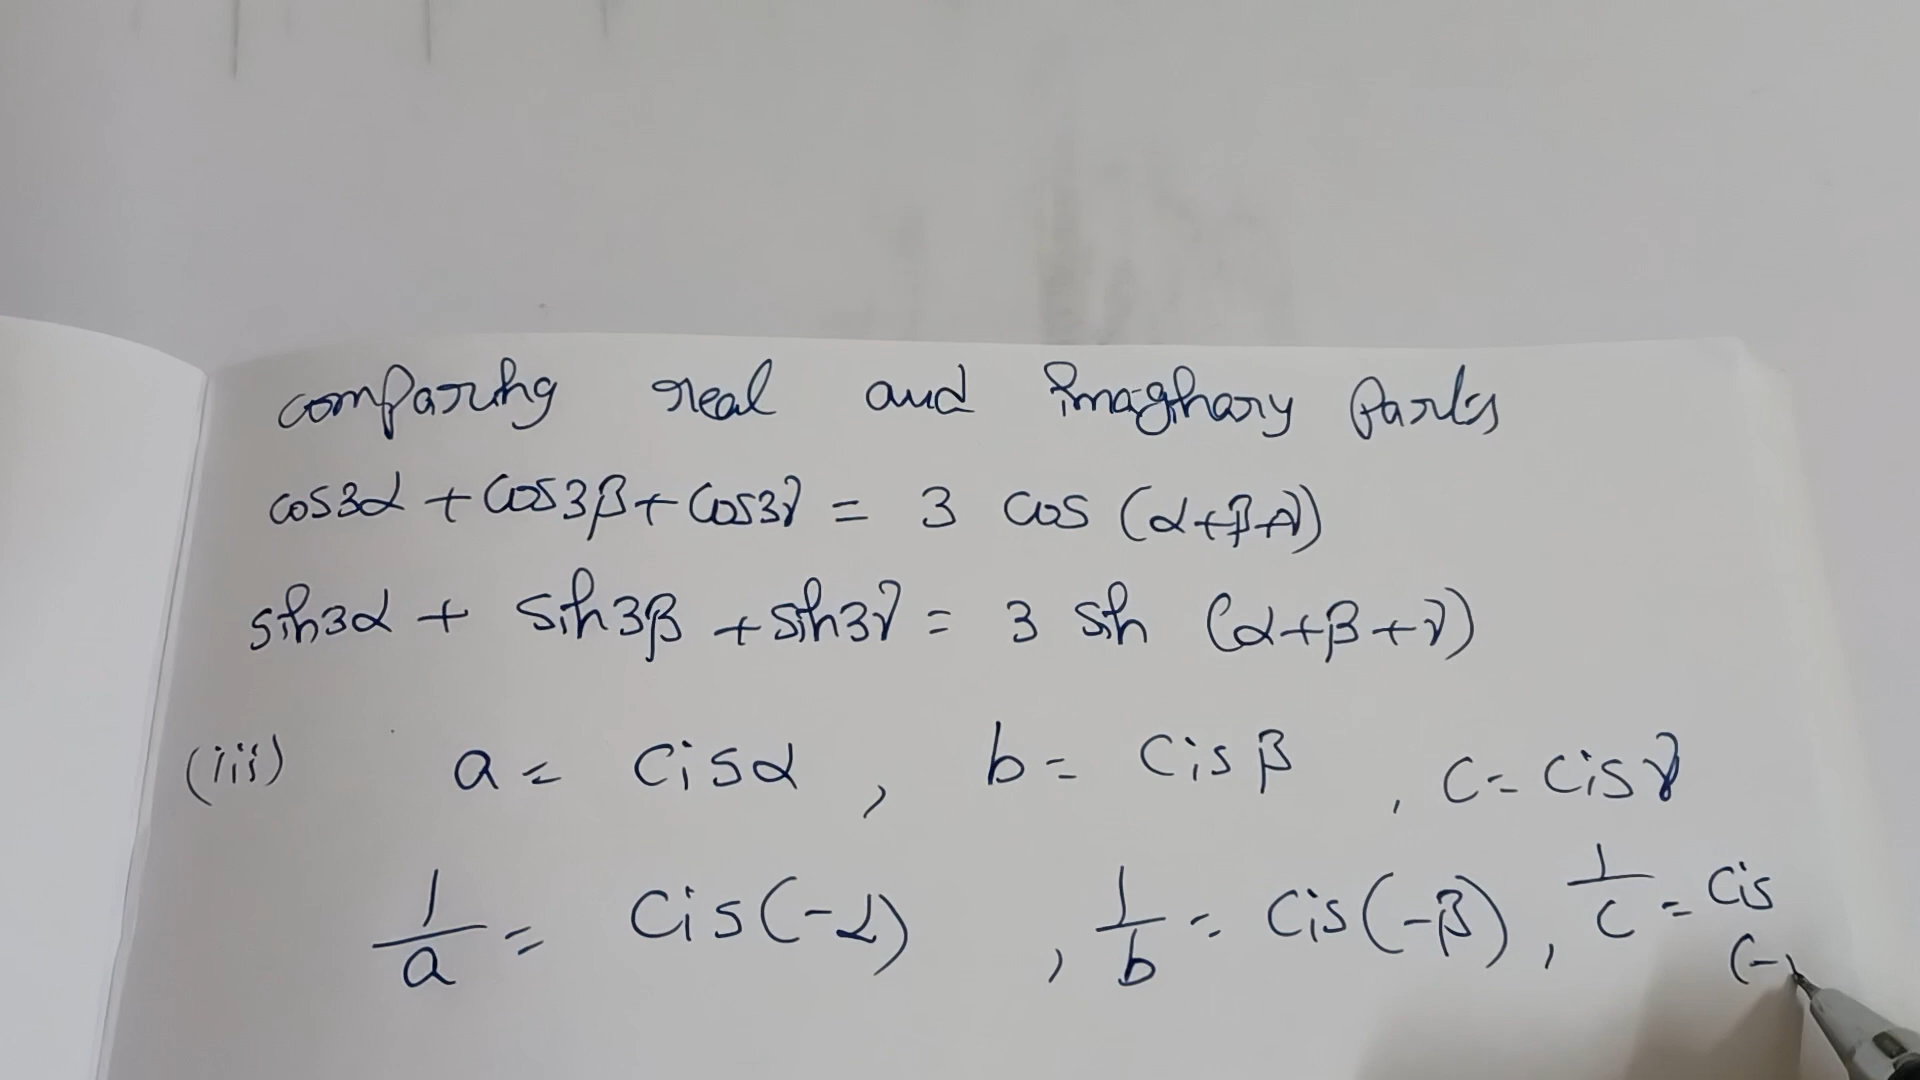 comparing real and imaginary parts
cos3α + cos3β + cos3γ = 3 cos (α+β+γ)
sin3α + sin3β + sin3γ = 3 sin (α+β+γ)
(iii) a = cisα , b = cis β , c = cisγ
1/a = cis(-α) , 1/b = cis(-β) , 1/c = cis
(-